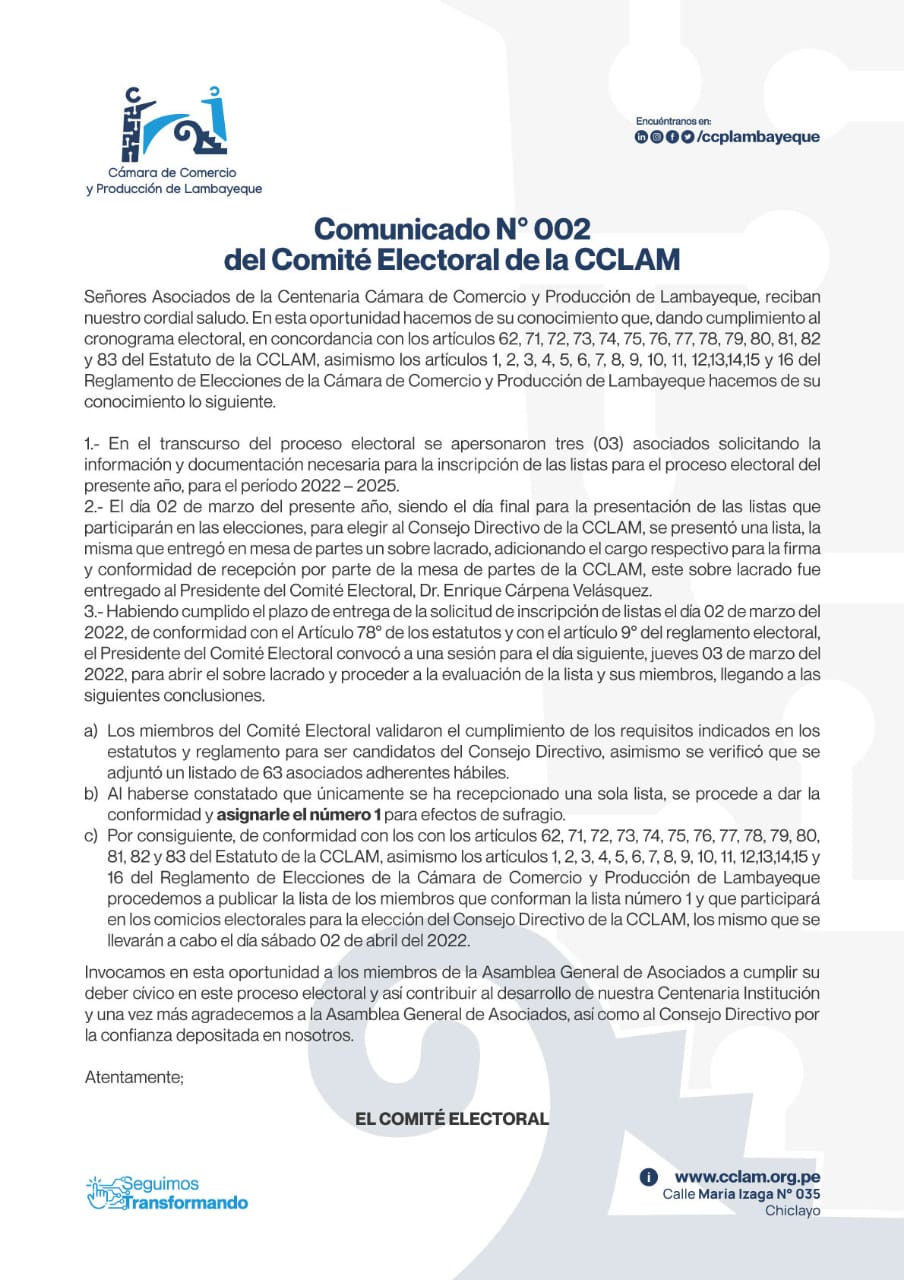 Cámara de Comercio
y Producción de Lambayeque
Encuéntranos en:
/ccplambayeque
Comunicado N° 002
del Comité Electoral de la CCLAM
Señores Asociados de la Centenaria Cámara de Comercio y Producción de Lambayeque, reciban
nuestro cordial saludo. En esta oportunidad hacemos de su conocimiento que, dando cumplimiento al
cronograma electoral, en concordancia con los artículos 62, 71, 72, 73, 74, 75, 76, 77, 78, 79, 80, 81, 82
y 83 del Estatuto de la CCLAM, asimismo los artículos 1, 2, 3, 4, 5, 6, 7, 8, 9, 10, 11, 12,13,14,15 y 16 del
Reglamento de Elecciones de la Cámara de Comercio y Producción de Lambayeque hacemos de su
conocimiento lo siguiente.
1.- En el transcurso del proceso electoral se apersonaron tres (03) asociados solicitando la
información y documentación necesaria para la inscripción de las listas para el proceso electoral del
presente año, para el período 2022 – 2025.
2.- El día 02 de marzo del presente año, siendo el día final para la presentación de las listas que
participarán en las elecciones, para elegir al Consejo Directivo de la CCLAM, se presentó una lista, la
misma que entregó en mesa de partes un sobre lacrado, adicionando el cargo respectivo para la firma
y conformidad de recepción por parte de la mesa de partes de la CCLAM, este sobre lacrado fue
entregado al Presidente del Comité Electoral, Dr. Enrique Cárpena Velásquez.
3.- Habiendo cumplido el plazo de entrega de la solicitud de inscripción de listas el día 02 de marzo del
2022, de conformidad con el Artículo 78° de los estatutos y con el artículo 9° del reglamento electoral,
el Presidente del Comité Electoral convocó a una sesión para el día siguiente, jueves 03 de marzo del
2022, para abrir el sobre lacrado y proceder a la evaluación de la lista y sus miembros, llegando a las
siguientes conclusiones.
a) Los miembros del Comité Electoral validaron el cumplimiento de los requisitos indicados en los
estatutos y reglamento para ser candidatos del Consejo Directivo, asimismo se verificó que se
adjuntó un listado de 63 asociados adherentes hábiles.
b) Al haberse constatado que únicamente se ha recepcionado una sola lista, se procede a dar la
conformidad y asignarle el número 1 para efectos de sufragio.
c) Por consiguiente, de conformidad con los con los artículos 62, 71, 72, 73, 74, 75, 76, 77, 78, 79, 80,
81, 82 y 83 del Estatuto de la CCLAM, asimismo los artículos 1, 2, 3, 4, 5, 6, 7, 8, 9, 10, 11, 12,13,14,15 y
16 del Reglamento de Elecciones de la Cámara de Comercio y Producción de Lambayeque
procedemos a publicar la lista de los miembros que conforman la lista número 1 y que participará
en los comicios electorales para la elección del Consejo Directivo de la CCLAM, los mismo que se
llevarán a cabo el día sábado 02 de abril del 2022.
Invocamos en esta oportunidad a los miembros de la Asamblea General de Asociados a cumplir su
deber cívico en este proceso electoral y así contribuir al desarrollo de nuestra Centenaria Institución
y una vez más agradecemos a la Asamblea General de Asociados, así como al Consejo Directivo por
la confianza depositada en nosotros.
Atentamente;
EL COMITÉ ELECTORAL
Seguimos
Transformando
www.cclam.org.pe
Calle Maria Izaga N° 035
Chiclayo